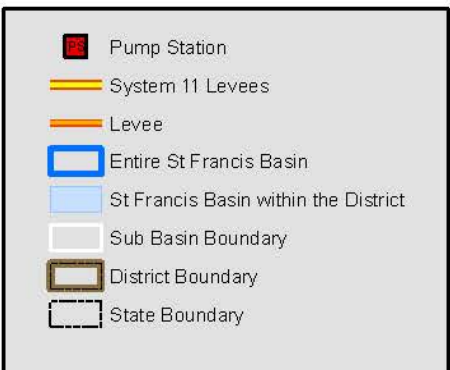 PS Pump Station
System 11 Levees
Levee
Entire St Francis Basin
St Francis Basin within the District
Sub Basin Boundary
District Boundary
State Boundary